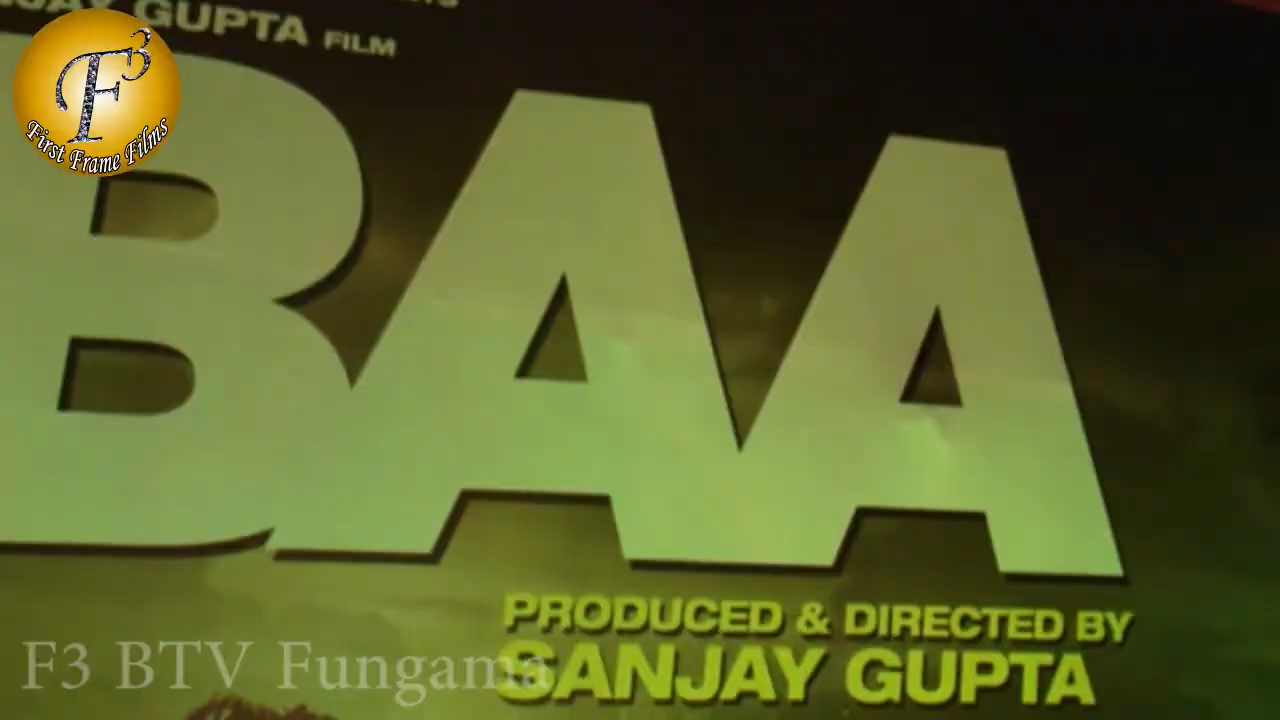 GUPTA FILM
F3
First Frame Films
BAA
PRODUCED & DIRECTED BY
SANJAY GUPTA
F3 BTV Fungama